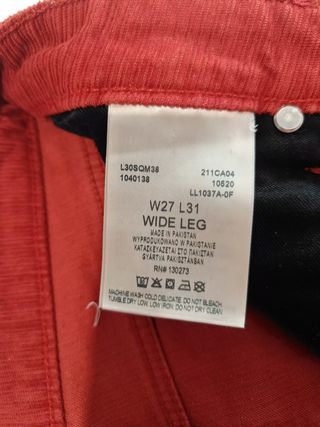 L30SQM38 211CA04
1040138 10520
LL1037A-0F
W27 L31
WIDE LEG
MADE IN PAKISTAN
WYPRODUKOWANO W PAKISTANIE
ΚΑΤΑΣΚΕΥΑΖΕΤΑΙ ΣΤΟ ΠΑΚΙΣΤΑΝ
GYÁRTVA PAKISZTÁNBAN
RN# 130273
MACHINE WASH COLD DELICATE. DO NOT BLEACH.
TUMBLE DRY LOW. LOW IRON. DO NOT DRY CLEAN